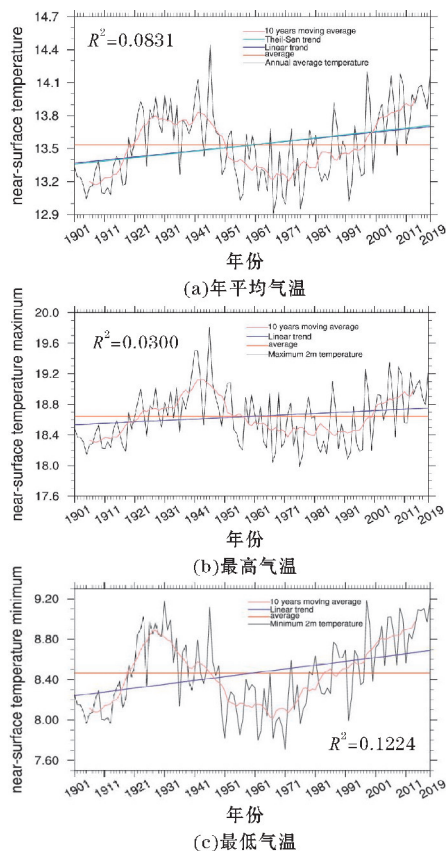 14.7
14.1
13.8
13.5
13.2
12.9
near-surface temperature
R²=0.0831
10 years moving average
Theil-Sen trend
Linear trend
average
Annual average temperature
1901 1911 1921 1931 1941 1951 1961 1971 1981 1991 2001 2011 2019
年份
(a)年平均气温
20.0
19.6
19.2
18.8
18.4
18.0
17.6
near-surface temperature maximum
R²=0.0300
10 years moving average
Linear trend
average
Maximum 2m temperature
1901 1911 1921 1931 1941 1951 1961 1971 1981 1991 2001 2011 2019
年份
(b)最高气温
9.20
8.80
8.40
8.00
7.60
near-surface temperature minimum
10 years moving average
Linear trend
average
Minimum 2m temperature
R²=0.1224
1901 1911 1921 1931 1941 1951 1961 1971 1981 1991 2001 2011 2019
年份
(c)最低气温